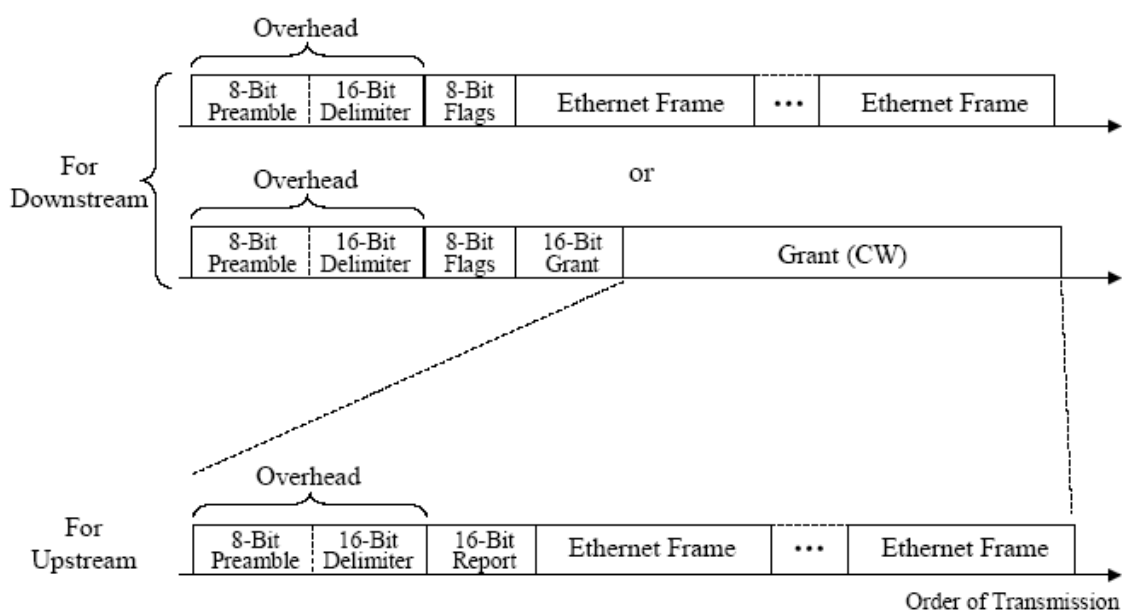 Overhead
8-Bit
Preamble
16-Bit
Delimiter
8-Bit
Flags
Ethernet Frame
•••
Ethernet Frame
For
Downstream
or
Overhead
8-Bit
Preamble
16-Bit
Delimiter
8-Bit
Flags
16-Bit
Grant
Grant (CW)
Overhead
For
Upstream
8-Bit
Preamble
16-Bit
Delimiter
16-Bit
Report
Ethernet Frame
•••
Ethernet Frame
Order of Transmission